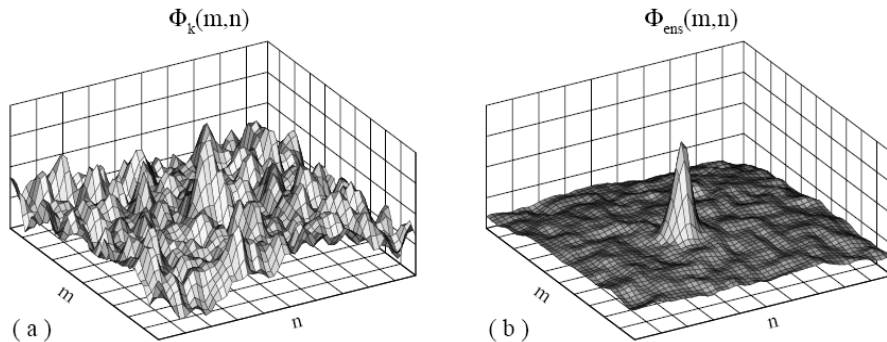 Φk(m,n)
Φens(m,n)
m
n
m
n
( a )
( b )